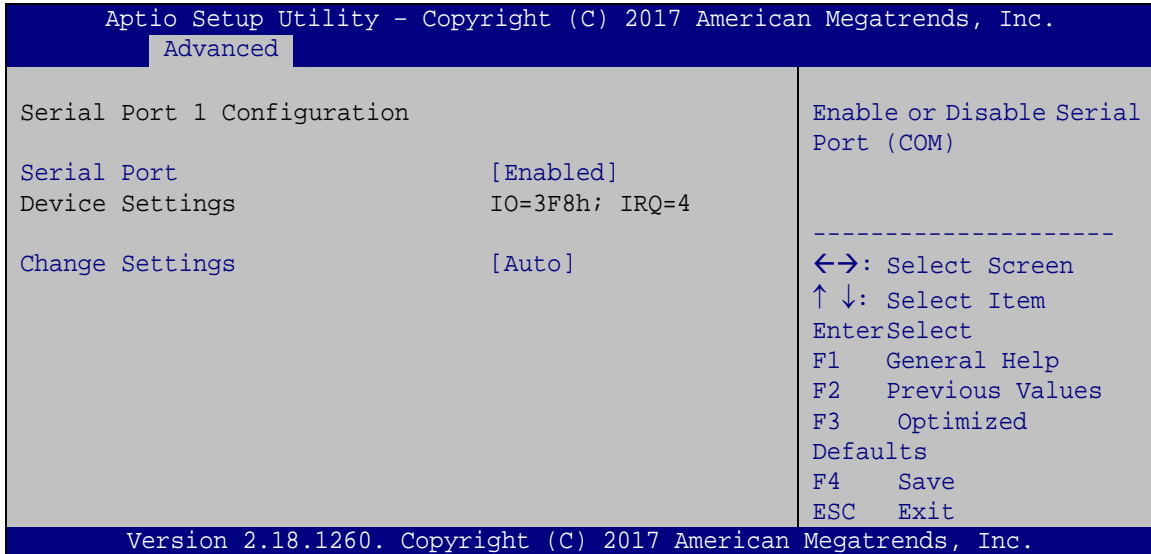 Aptio Setup Utility – Copyright (C) 2017 American Megatrends, Inc.
Advanced
Serial Port 1 Configuration
Serial Port [Enabled]
Device Settings IO=3F8h; IRQ=4
Change Settings [Auto]
Enable or Disable Serial
Port (COM)
---------------------
←→: Select Screen
↑ ↓: Select Item
EnterSelect
F1 General Help
F2 Previous Values
F3 Optimized
Defaults
F4 Save
ESC Exit
Version 2.18.1260. Copyright (C) 2017 American Megatrends, Inc.